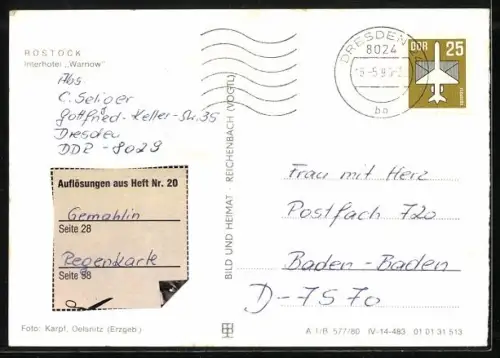 ROSTOCK
Interhotel „Warnow"
Abs.
C. Seliger
Gottfried-Keller-Str. 35
Dresden
DDR - 8029
Auflösungen aus Heft Nr. 20
Gemahlin
Seite 28
Regenkarte
Seite 38
Foto: Karpf, Oelsnitz (Erzgeb.)
BILD UND HEIMAT · REICHENBACH (VOGTL)
DRESDEN
8024
bn
DDR 25
Frau mit Herz
Postfach 720
Baden-Baden
D-7570
A 1/B 577/80 IV-14-483 01 01 31 513